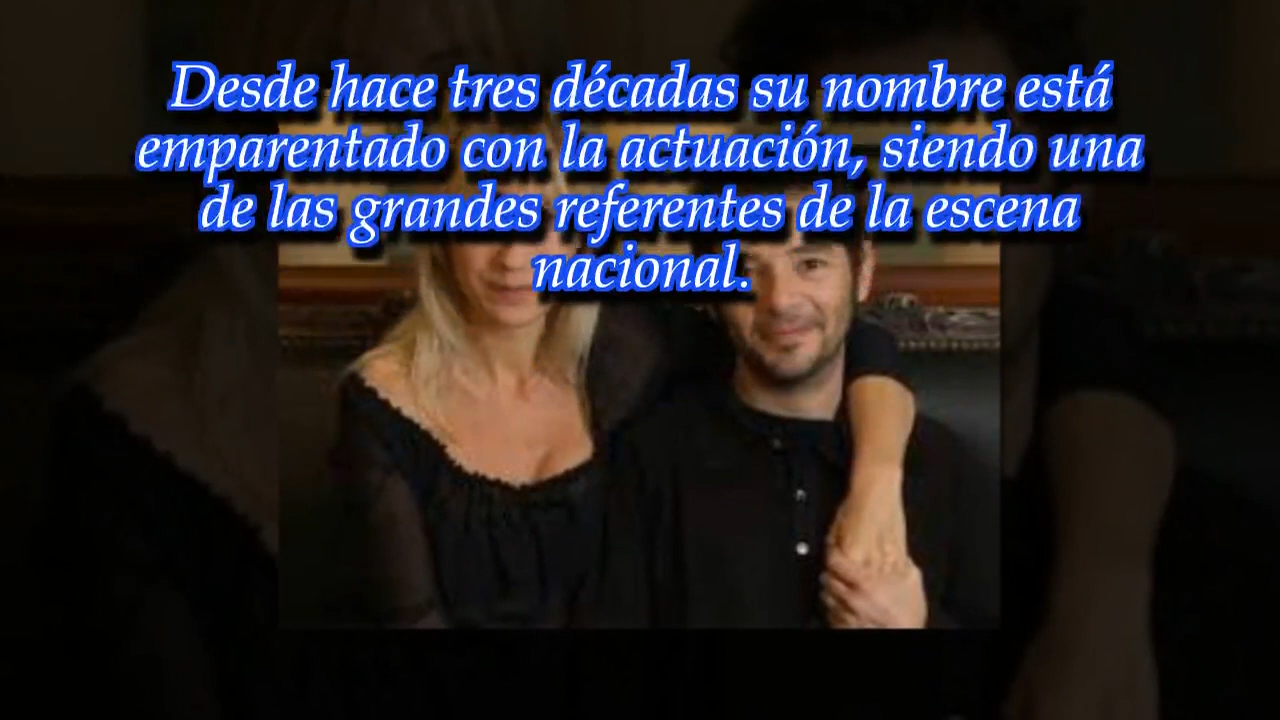 Desde hace tres décadas su nombre está
emparentado con la actuación, siendo una
de las grandes referentes de la escena
nacional.